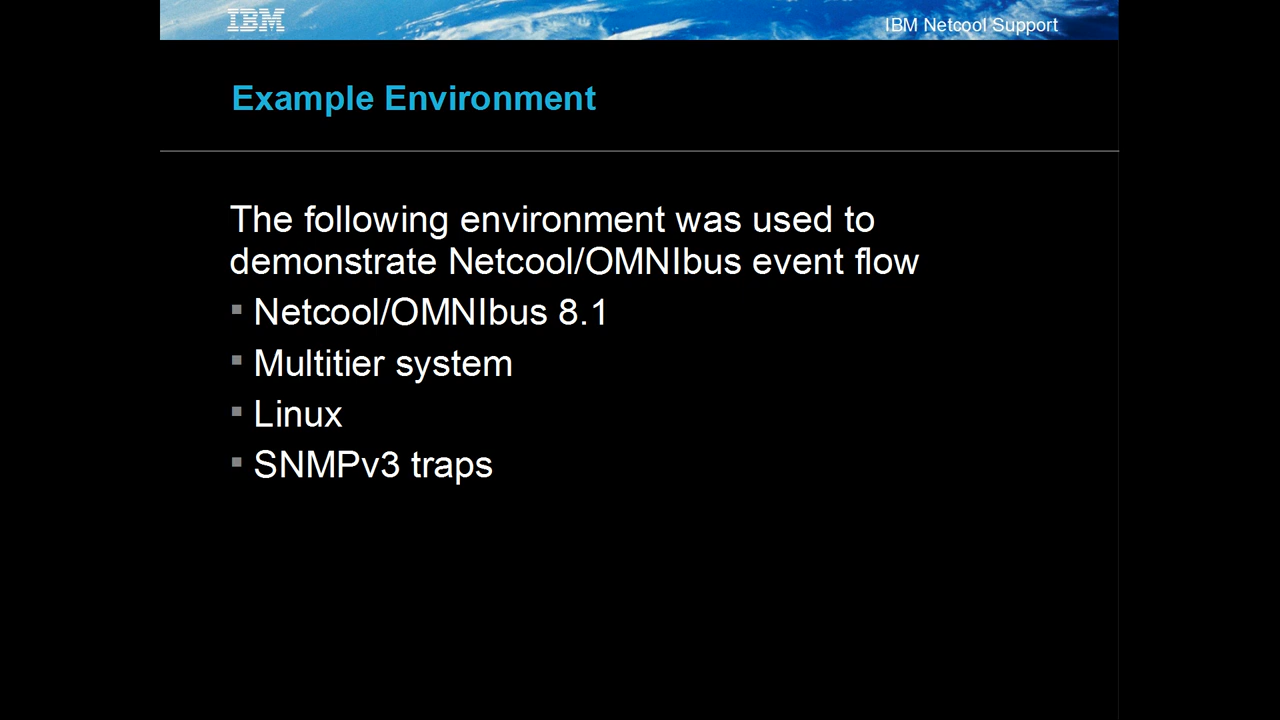 IBM
IBM Netcool Support
Example Environment
The following environment was used to
demonstrate Netcool/OMNIbus event flow
▪ Netcool/OMNIbus 8.1
▪ Multitier system
▪ Linux
▪ SNMPv3 traps